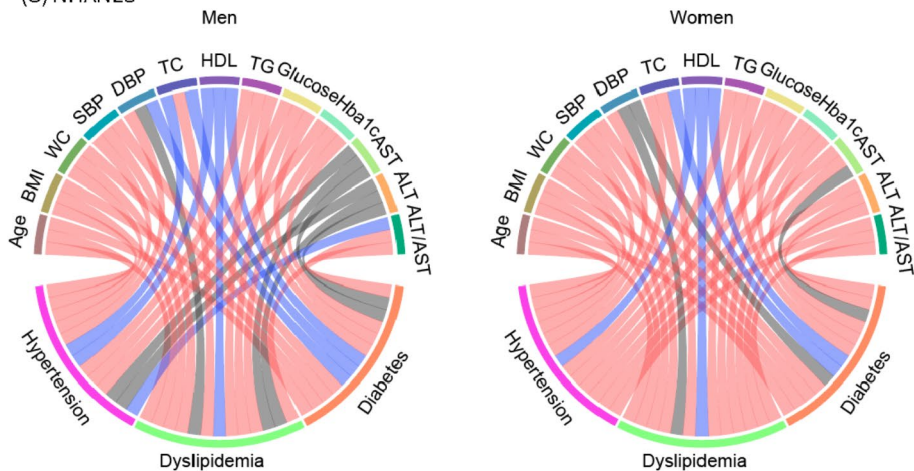 Men
Women
Age
BMI
WC
SBP
DBP
TC
HDL
TG
Glucose
Hba1c
AST
ALT
ALT/AST
Hypertension
Dyslipidemia
Diabetes
Age
BMI
WC
SBP
DBP
TC
HDL
TG
Glucose
Hba1c
AST
ALT
ALT/AST
Hypertension
Dyslipidemia
Diabetes